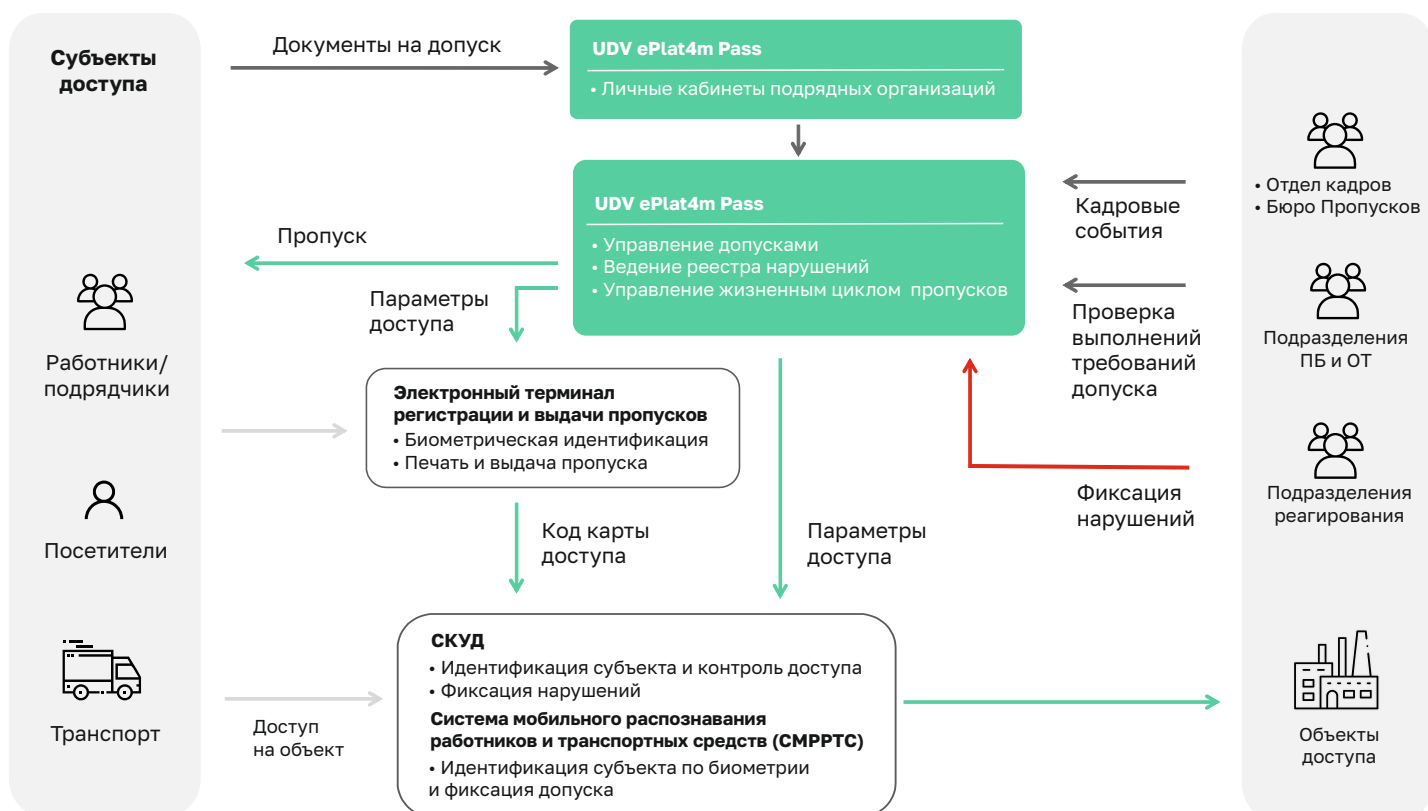 Субъекты
доступа
Документы на допуск
UDV ePlat4m Pass
• Личные кабинеты подрядных организаций
UDV ePlat4m Pass
• Управление допусками
• Ведение реестра нарушений
• Управление жизненным циклом пропусков
Пропуск
Параметры
доступа
Кадровые
события
• Отдел кадров
• Бюро Пропусков
Проверка
выполнений
требований
допуска
Подразделения
ПБ и ОТ
Работники/
подрядчики
Электронный терминал
регистрации и выдачи пропусков
• Биометрическая идентификация
• Печать и выдача пропуска
Фиксация
нарушений
Подразделения
реагирования
Посетители
Код карты
доступа
Параметры
доступа
СКУД
• Идентификация субъекта и контроль доступа
• Фиксация нарушений
Система мобильного распознавания
работников и транспортных средств (СМРРТС)
• Идентификация субъекта по биометрии
и фиксация допуска
Транспорт
Доступ
на объект
Объекты
доступа